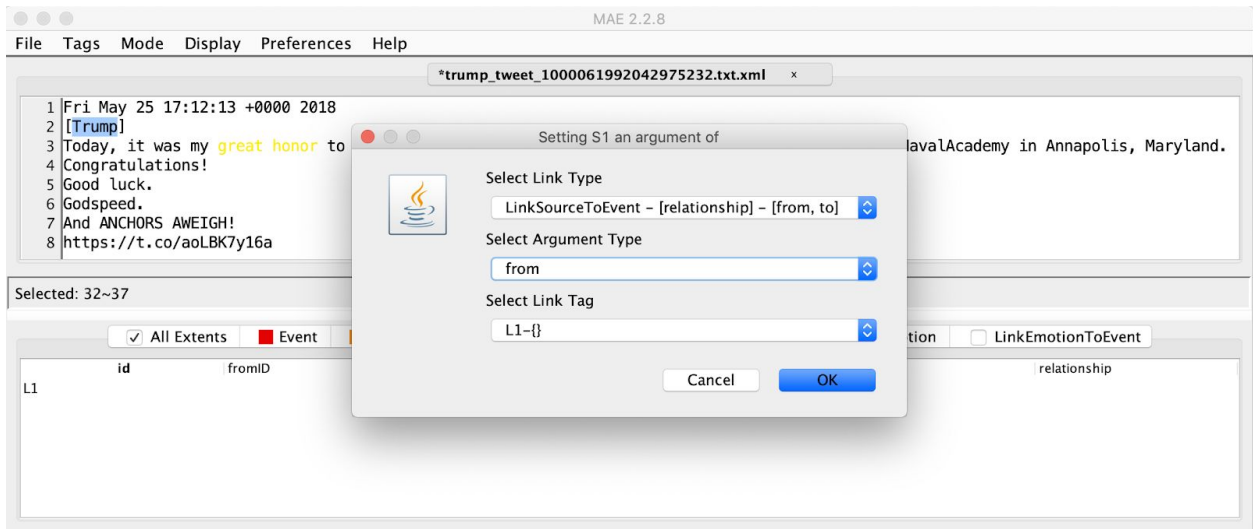 MAE 2.2.8
File Tags Mode Display Preferences Help
*trump_tweet_1000061992042975232.txt.xml x
1 Fri May 25 17:12:13 +0000 2018
2 [Trump]
3 Today, it was my great honor to NavalAcademy in Annapolis, Maryland.
4 Congratulations!
5 Good luck.
6 Godspeed.
7 And ANCHORS AWEIGH!
8 https://t.co/aoLBK7y16a
Setting S1 an argument of
Select Link Type
LinkSourceToEvent – [relationship] – [from, to]
Select Argument Type
from
Select Link Tag
L1–{}
Cancel OK
Selected: 32~37
All Extents Event tion LinkEmotionToEvent
id fromID relationship
L1